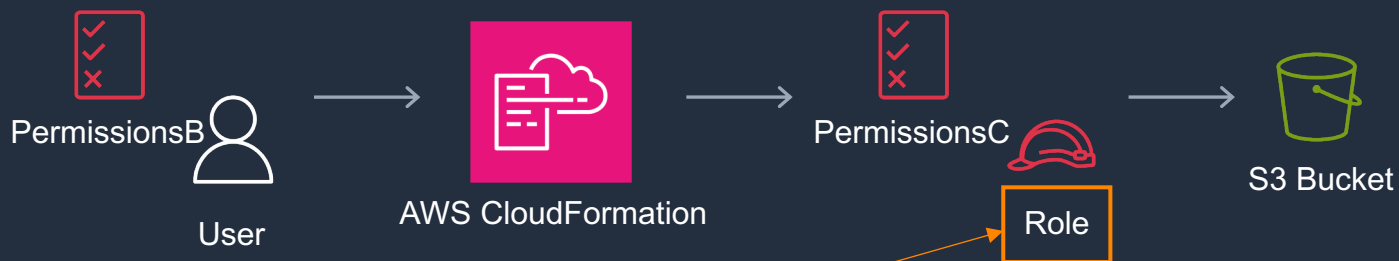 PermissionsB
User
AWS CloudFormation
PermissionsC
Role
S3 Bucket